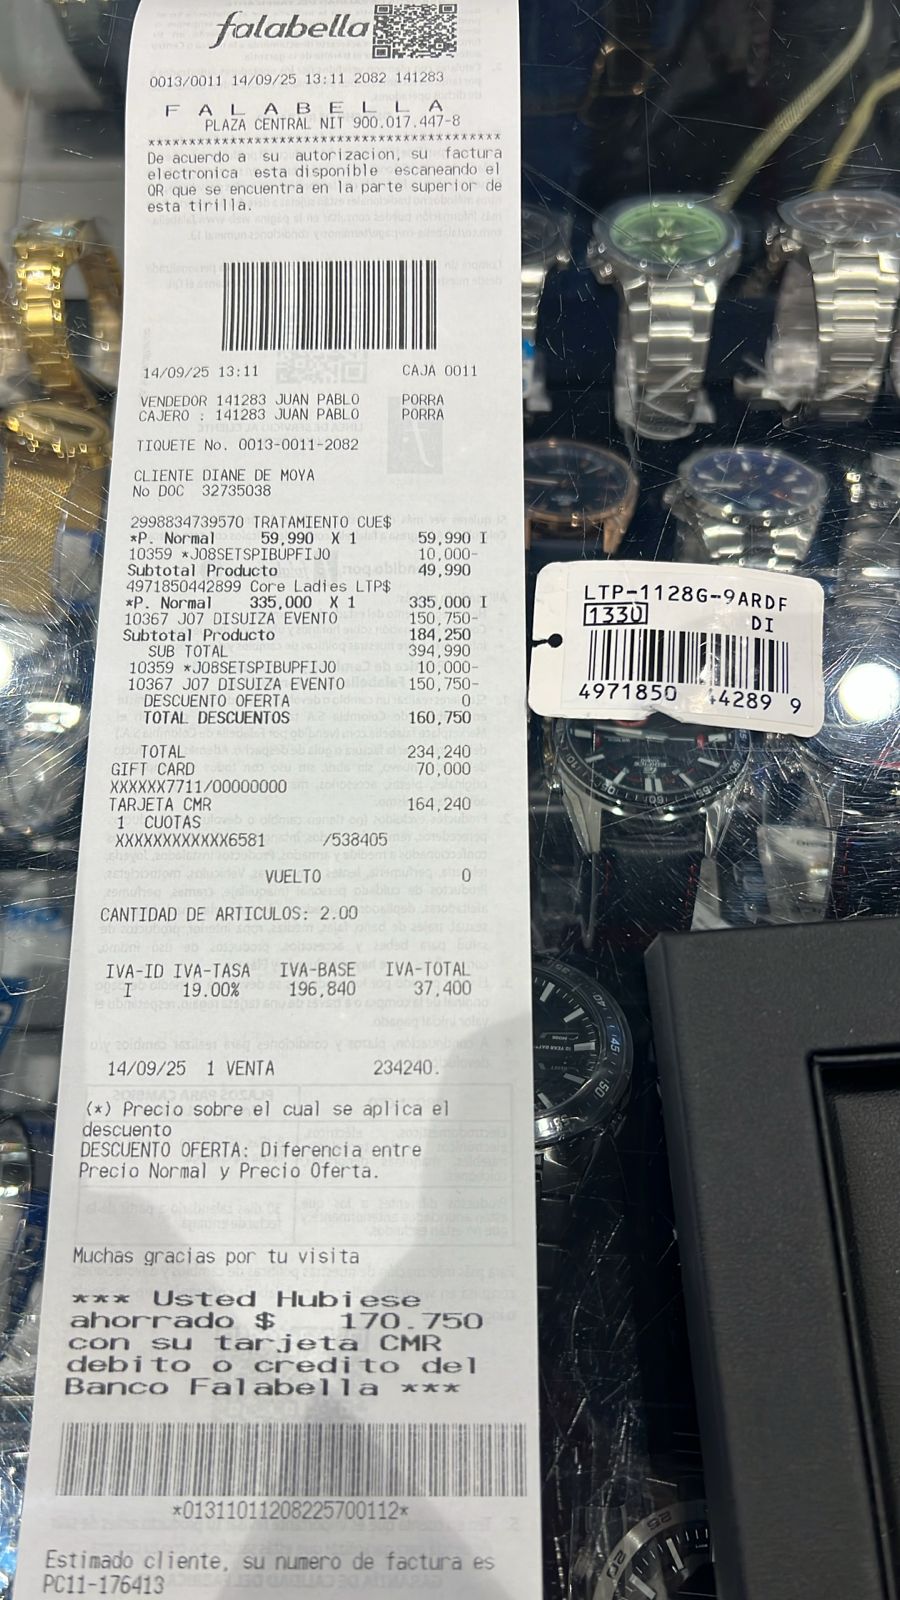 falabella
0013/0011 14/09/25 13:11 2082 141283
F A L A B E L L A
PLAZA CENTRAL NIT 900.017.447-8
******************************************
De acuerdo a su autorizacion, su factura
electronica esta disponible escaneando el
QR que se encuentra en la parte superior de
esta tirilla.
14/09/25 13:11 CAJA 0011
VENDEDOR 141283 JUAN PABLO PORRA
CAJERO : 141283 JUAN PABLO PORRA
TIQUETE No. 0013-0011-2082
CLIENTE DIANE DE MOYA
No DOC 32735038
2998834739570 TRATAMIENTO CUE$
*P. Normal 59,990 X 1 59,990 I
10359 *J08SETSPIBUPFIJO 10,000-
Subtotal Producto 49,990
4971850442899 Core Ladies LTP$
*P. Normal 335,000 X 1 335,000 I
10367 J07 DISUIZA EVENTO 150,750-
Subtotal Producto 184,250
SUB TOTAL 394,990
10359 *J08SETSPIBUPFIJO 10,000-
10367 J07 DISUIZA EVENTO 150,750-
DESCUENTO OFERTA 0
TOTAL DESCUENTOS 160,750
TOTAL 234,240
GIFT CARD 70,000
XXXXXX7711/00000000
TARJETA CMR 164,240
1 CUOTAS
XXXXXXXXXXXX6581 /538405
VUELTO 0
CANTIDAD DE ARTICULOS: 2.00
IVA-ID IVA-TASA IVA-BASE IVA-TOTAL
I 19.00% 196,840 37,400
14/09/25 1 VENTA 234240.
(*) Precio sobre el cual se aplica el
descuento
DESCUENTO OFERTA: Diferencia entre
Precio Normal y Precio Oferta.
Muchas gracias por tu visita
*** Usted Hubiese
ahorrado $ 170.750
con su tarjeta CMR
debito o credito del
Banco Falabella ***
*01311011208225700112*
Estimado cliente, su numero de factura es
PC11-176413
LTP-1128G-9ARDF
1330 DI
4971850 4289 9